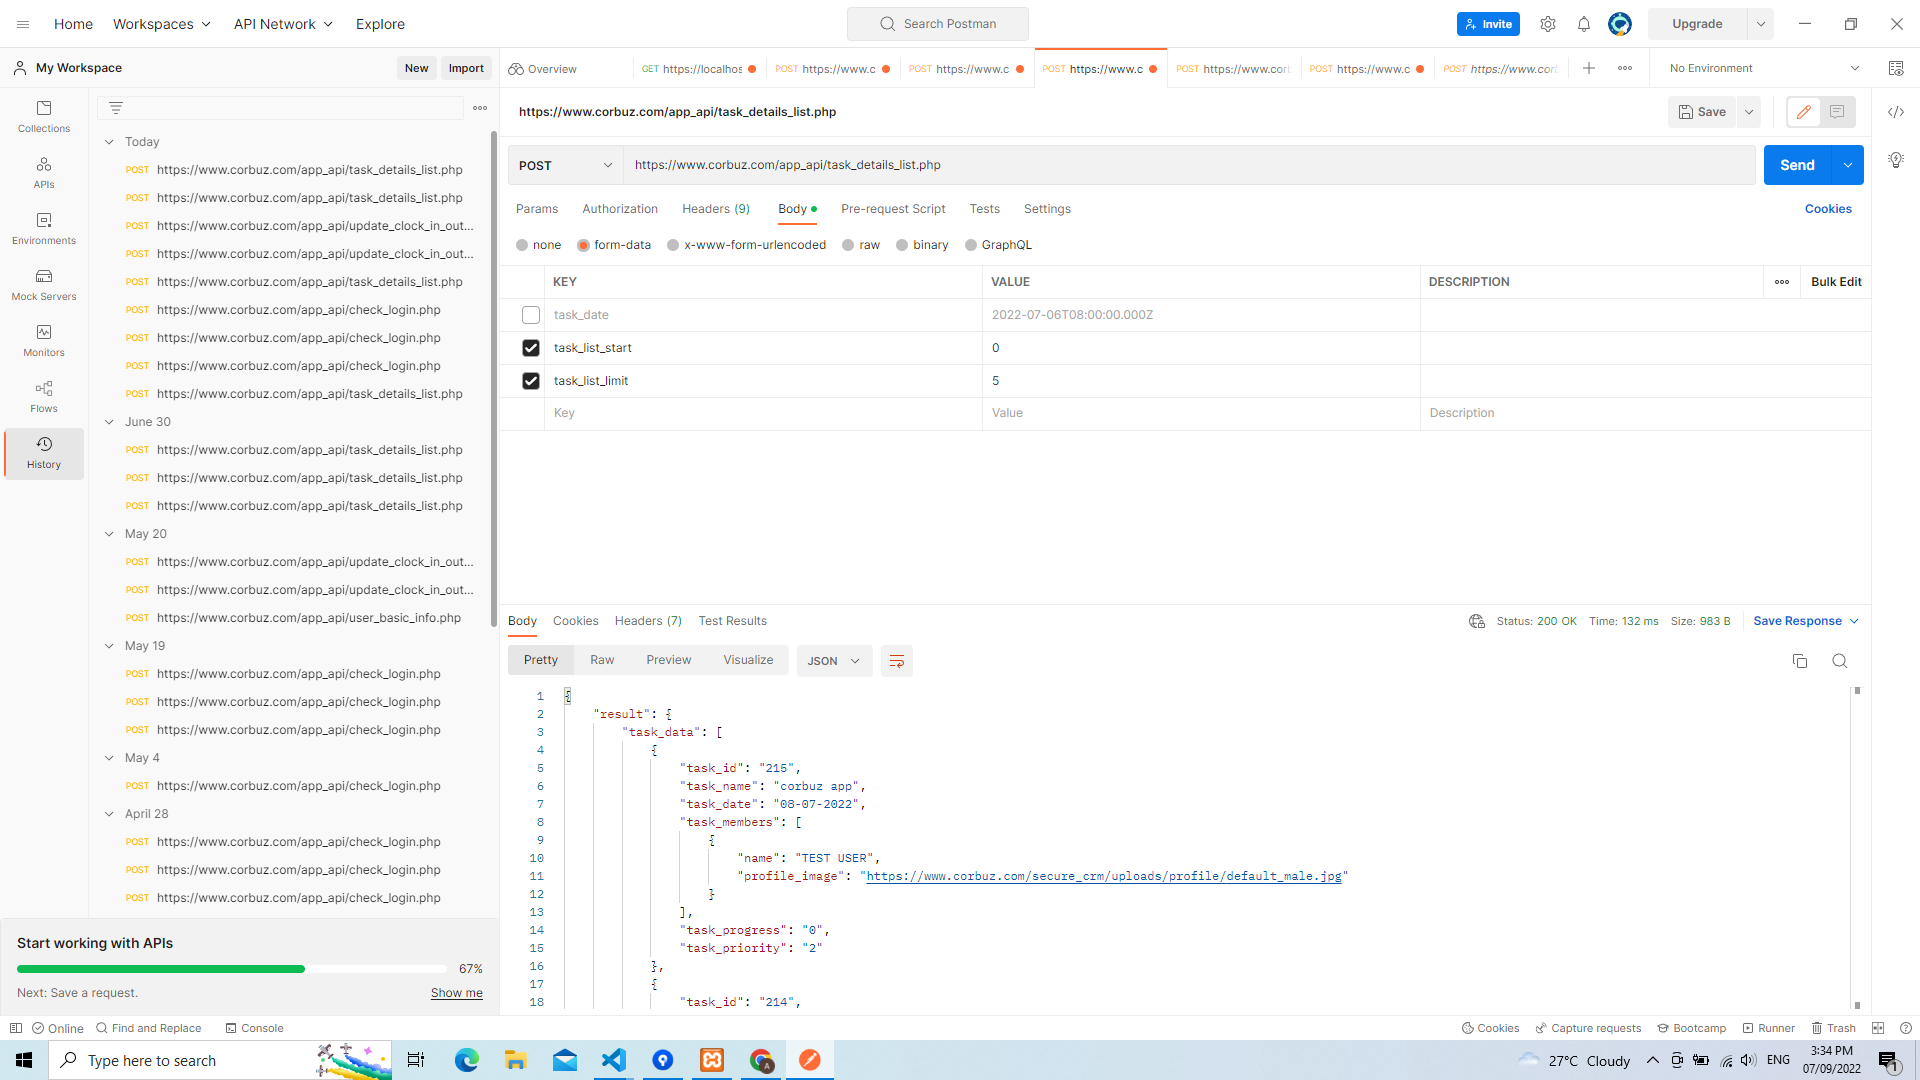 Home Workspaces API Network Explore Search Postman Invite Upgrade
My Workspace New Import Overview GET https://localhos POST https://www.c POST https://www.c POST https://www.c POST https://www.cor POST https://www.c POST https://www.cor No Environment
Collections
APIs
Environments
Mock Servers
Monitors
Flows
History
Today
POST https://www.corbuz.com/app_api/task_details_list.php
POST https://www.corbuz.com/app_api/task_details_list.php
POST https://www.corbuz.com/app_api/update_clock_in_out...
POST https://www.corbuz.com/app_api/update_clock_in_out...
POST https://www.corbuz.com/app_api/task_details_list.php
POST https://www.corbuz.com/app_api/check_login.php
POST https://www.corbuz.com/app_api/check_login.php
POST https://www.corbuz.com/app_api/check_login.php
POST https://www.corbuz.com/app_api/task_details_list.php
June 30
POST https://www.corbuz.com/app_api/task_details_list.php
POST https://www.corbuz.com/app_api/task_details_list.php
POST https://www.corbuz.com/app_api/task_details_list.php
May 20
POST https://www.corbuz.com/app_api/update_clock_in_out...
POST https://www.corbuz.com/app_api/update_clock_in_out...
POST https://www.corbuz.com/app_api/user_basic_info.php
May 19
POST https://www.corbuz.com/app_api/check_login.php
POST https://www.corbuz.com/app_api/check_login.php
POST https://www.corbuz.com/app_api/check_login.php
May 4
POST https://www.corbuz.com/app_api/check_login.php
April 28
POST https://www.corbuz.com/app_api/check_login.php
POST https://www.corbuz.com/app_api/check_login.php
POST https://www.corbuz.com/app_api/check_login.php
Start working with APIs
67%
Next: Save a request. Show me
https://www.corbuz.com/app_api/task_details_list.php Save
POST https://www.corbuz.com/app_api/task_details_list.php Send
Params Authorization Headers (9) Body Pre-request Script Tests Settings Cookies
none form-data x-www-form-urlencoded raw binary GraphQL
KEY VALUE DESCRIPTION Bulk Edit
task_date 2022-07-06T08:00:00.000Z
task_list_start 0
task_list_limit 5
Key Value Description
Body Cookies Headers (7) Test Results Status: 200 OK Time: 132 ms Size: 983 B Save Response
Pretty Raw Preview Visualize JSON
1 {
2 "result": {
3 "task_data": [
4 {
5 "task_id": "215",
6 "task_name": "corbuz app",
7 "task_date": "08-07-2022",
8 "task_members": [
9 {
10 "name": "TEST USER",
11 "profile_image": "https://www.corbuz.com/secure_crm/uploads/profile/default_male.jpg"
12 }
13 ],
14 "task_progress": "0",
15 "task_priority": "2"
16 },
17 {
18 "task_id": "214",
Online Find and Replace Console Cookies Capture requests Bootcamp Runner Trash
Type here to search 27°C Cloudy ENG 3:34 PM
07/09/2022 1